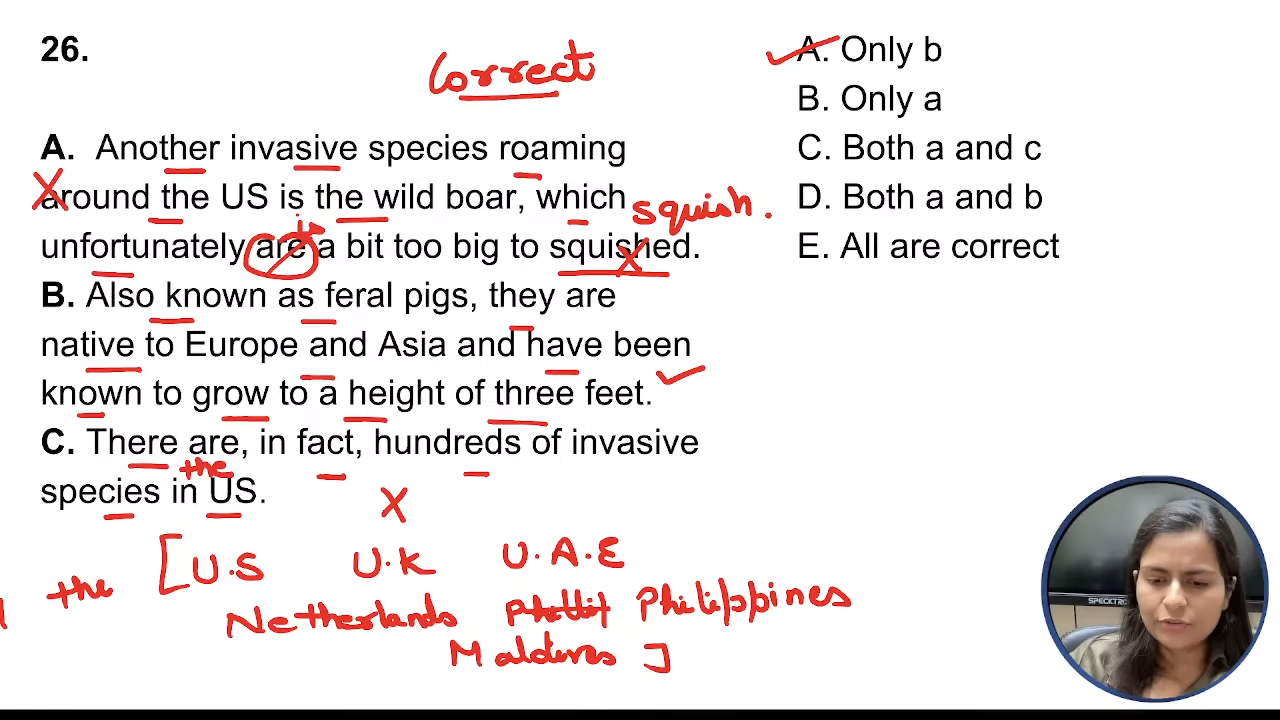 26.
Correct
A. Another invasive species roaming
around the US is the wild boar, which
squish.
is
unfortunately are a bit too big to squished.
B. Also known as feral pigs, they are
native to Europe and Asia and have been
known to grow to a height of three feet.
C. There are, in fact, hundreds of invasive
the
species in US.
X
the [U.S U.K U.A.E
Netherlands Phillip Philippines
Maldives ]
A. Only b
B. Only a
C. Both a and c
D. Both a and b
E. All are correct
SPECKTRO